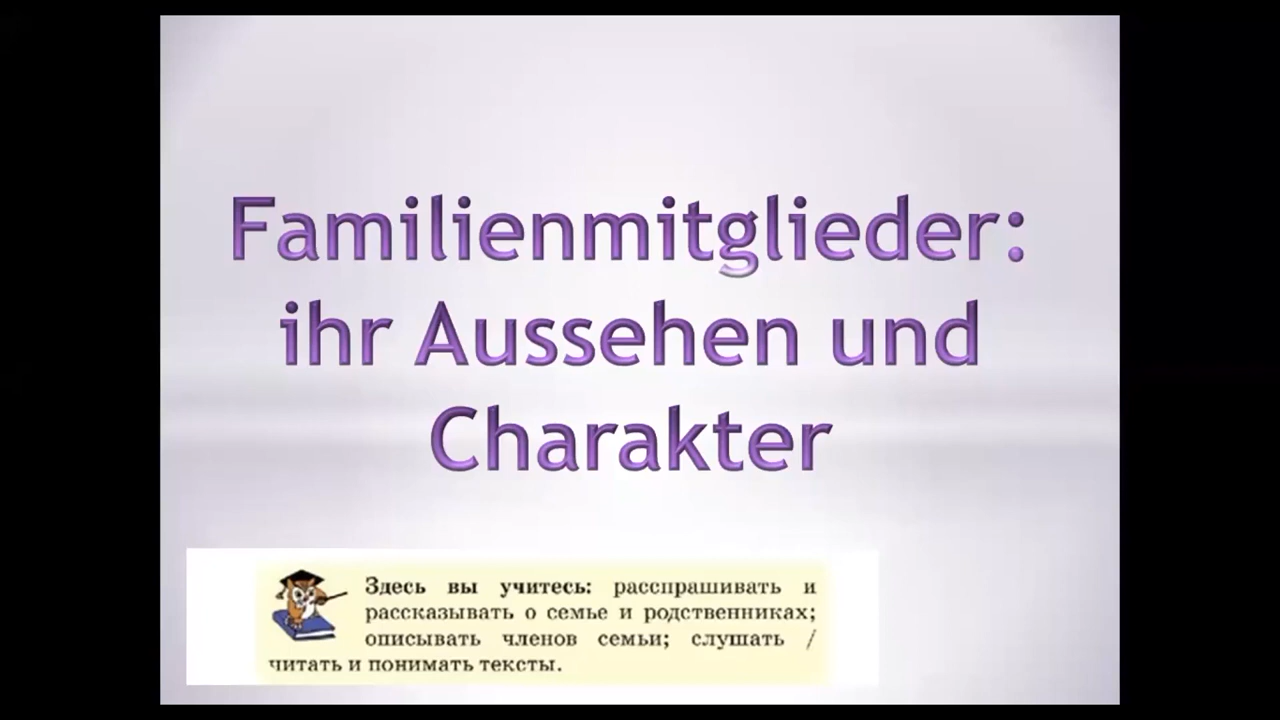 Familienmitglieder:
ihr Aussehen und
Charakter
Здесь вы учитесь: расспрашивать и
рассказывать о семье и родственниках;
описывать членов семьи; слушать /
читать и понимать тексты.